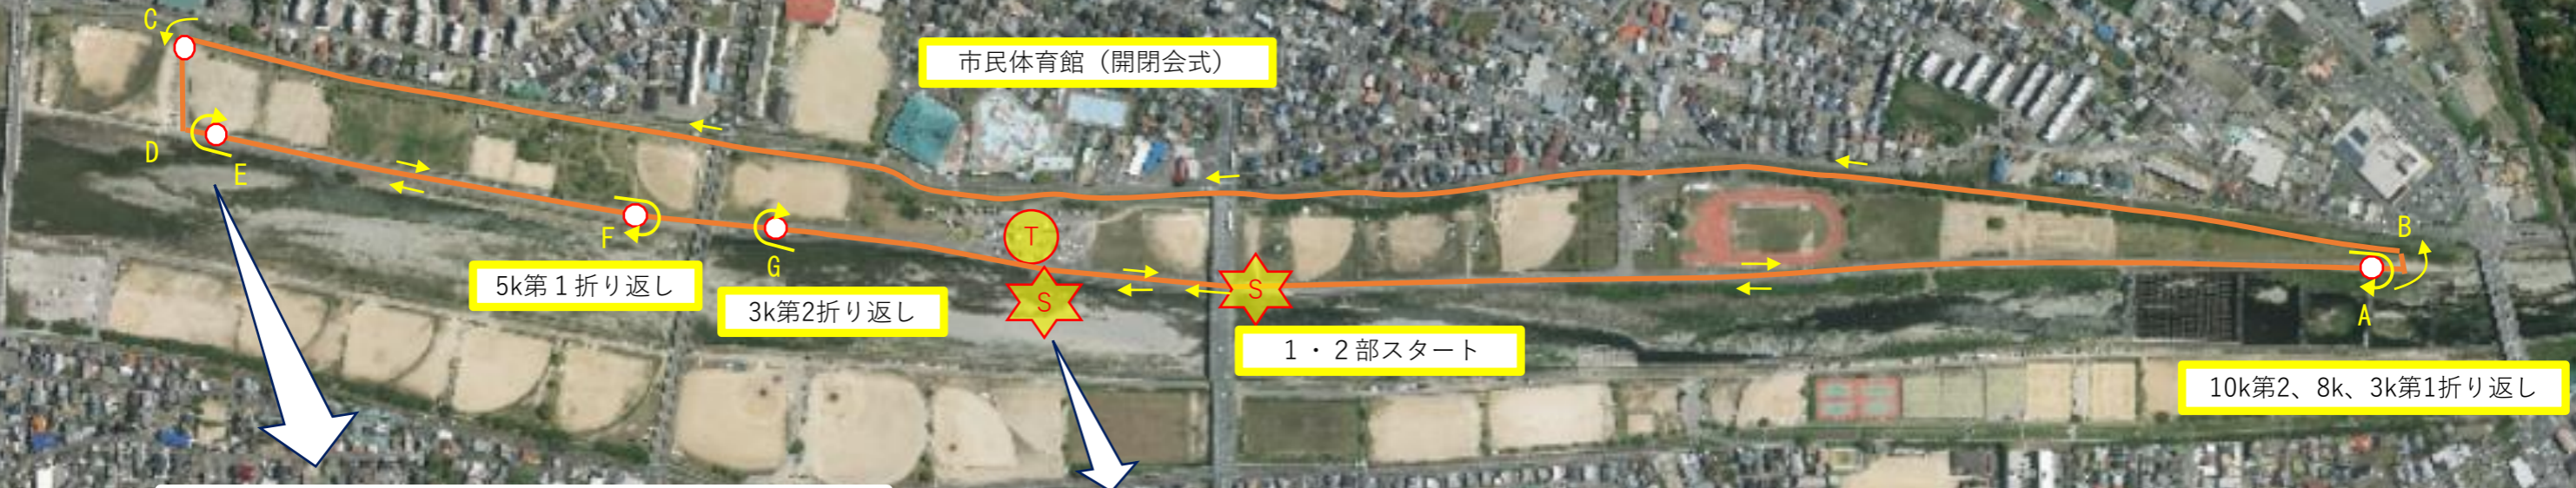 C
市民体育館（開閉会式）
D
E
F
G
T
S
S
B
A
5k第１折り返し
3k第2折り返し
１・２部スタート
10k第2、8k、3k第1折り返し